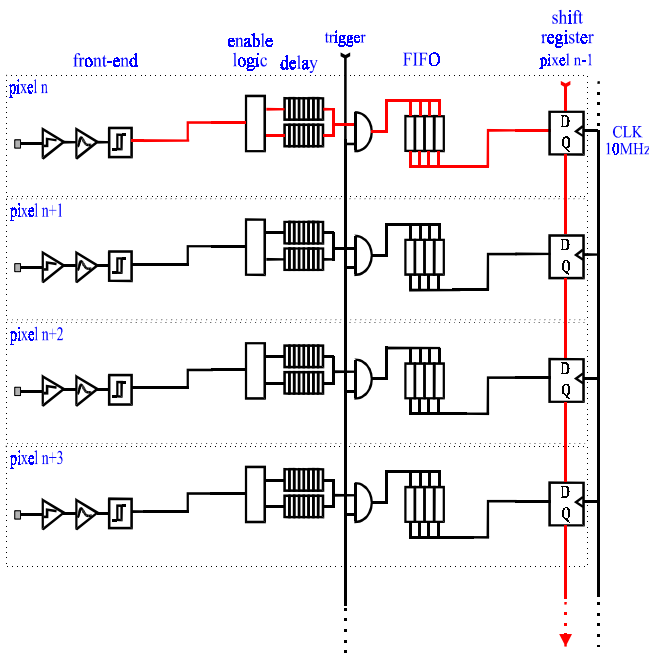 shift
register
pixel n-1
enable
logic
trigger
front-end
delay
FIFO
pixel n
D
Q
CLK
10MHz
pixel n+1
D
Q
pixel n+2
D
Q
pixel n+3
D
Q